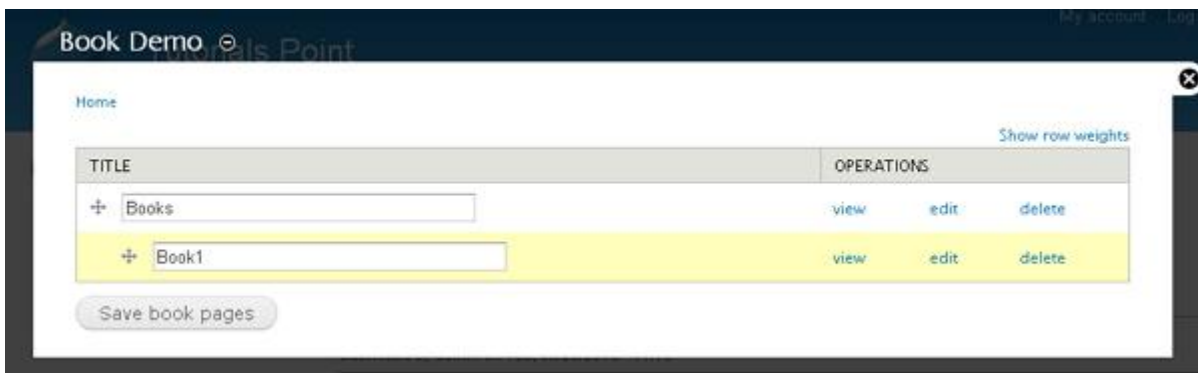 My account Log
Book Demo
Tutorials Point
Home
Show row weights
TITLE OPERATIONS
Books view edit delete
Book1 view edit delete
Save book pages